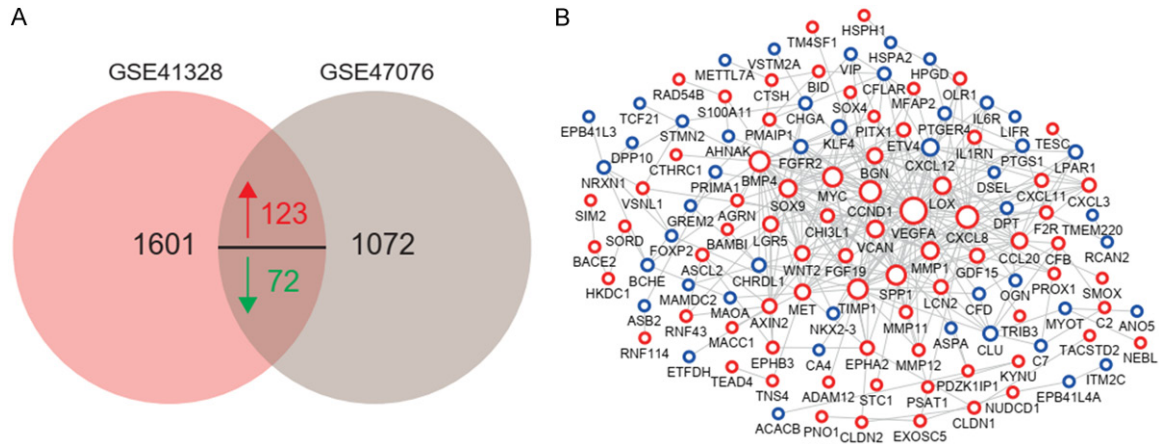 A
GSE41328
GSE47076
1601
123
72
1072
B
HSPH1
TM4SF1
HSPA2
VSTM2A
VIP
HPGD
METTL7A
BID
CFLAR
OLR1
RAD54B
CTSH
SOX4
MFAP2
S100A11
CHGA
IL6R
TCF21
PMAIP1
PITX1
PTGER4
LIFR
EPB41L3
STMN2
KLF4
ETV4
TESC
DPP10
AHNAK
FGFR2
CXCL12
IL1RN
PTGS1
CTHRC1
BMP4
BGN
LPAR1
NRXN1
PRIMA1
MYC
DSEL
VSNL1
SOX9
CCND1
LOX
CXCL11
CXCL3
SIM2
GREM2
AGRN
CHI3L1
VEGFA
CXCL8
DPT
F2R
TMEM220
SORD
FOXP2
BAMBI
LGR5
VCAN
CCL20
CFB
RCAN2
BACE2
ASCL2
WNT2
FGF19
MMP1
GDF15
HKDC1
BCHE
CHRDL1
SPP1
OGN
PROX1
SMOX
MAMDC2
MAOA
MET
TIMP1
LCN2
CFD
ASB2
RNF43
AXIN2
NKX2-3
MMP11
TRIB3
MYOT
C2
ANO5
RNF114
MACC1
ASPA
CLU
C7
TACSTD2
NEBL
ETFDH
EPHB3
CA4
EPHA2
MMP12
KYNU
ITM2C
TEAD4
TNS4
ADAM12
STC1
PSAT1
PDZK1IP1
NUDCD1
EPB41L4A
ACACB
PNO1
CLDN2
EXOSC5
CLDN1